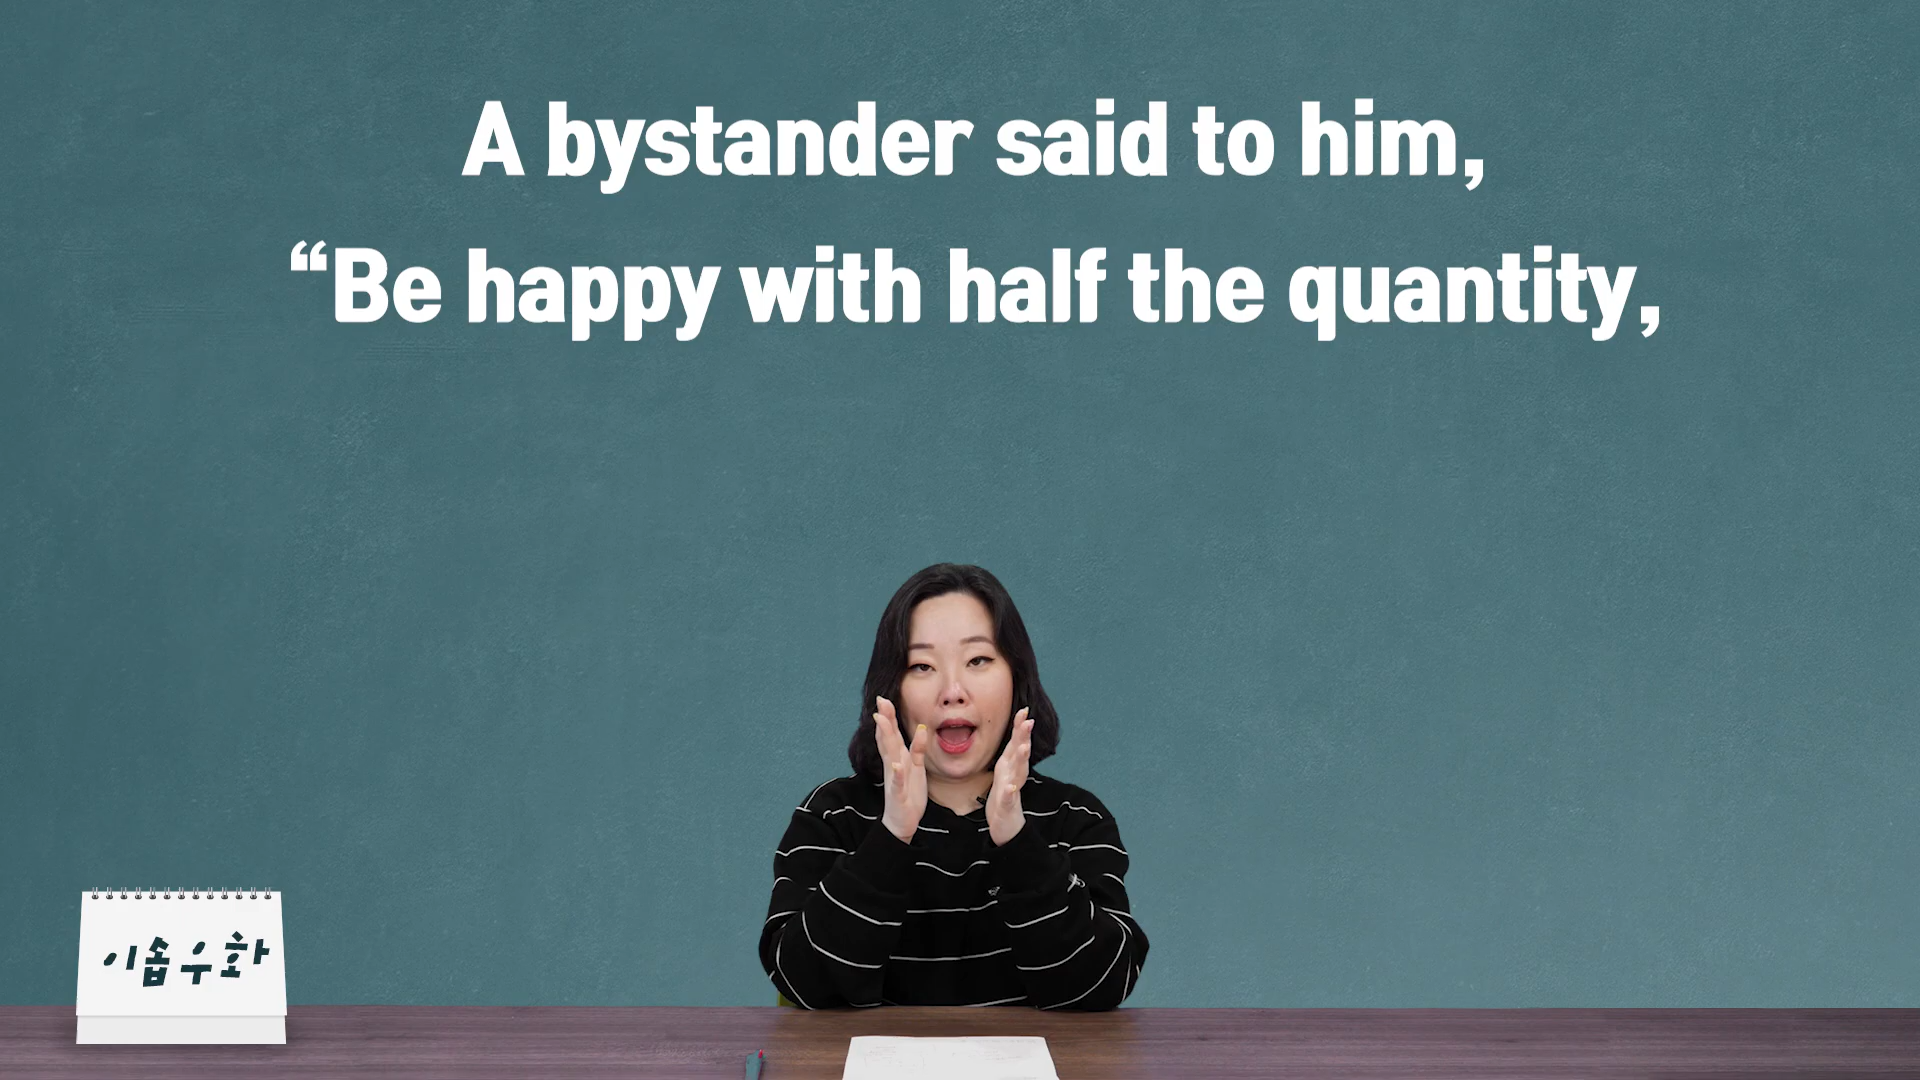 A bystander said to him,
“Be happy with half the quantity,
이솝우화